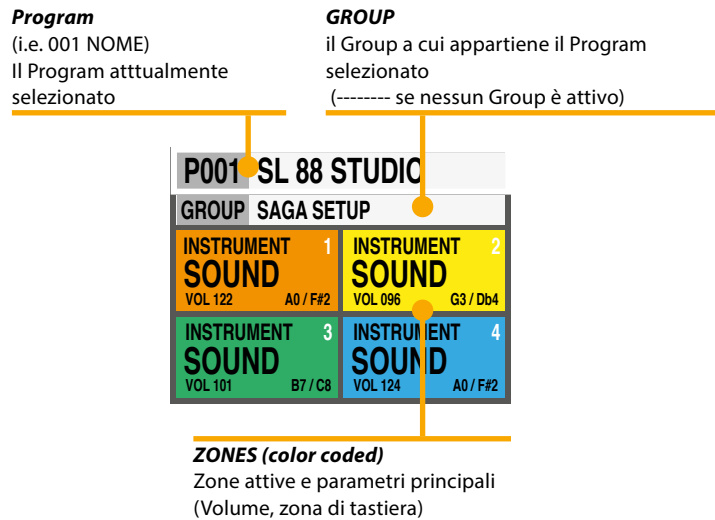 Program
(i.e. 001 NOME)
Il Program atttualmente
selezionato
GROUP
il Group a cui appartiene il Program
selezionato
(-------- se nessun Group è attivo)
P001 SL 88 STUDIO
GROUP SAGA SETUP
INSTRUMENT 1
SOUND
VOL 122 A0 / F#2
INSTRUMENT 2
SOUND
VOL 096 G3 / Db4
INSTRUMENT 3
SOUND
VOL 101 B7 / C8
INSTRUMENT 4
SOUND
VOL 124 A0 / F#2
ZONES (color coded)
Zone attive e parametri principali
(Volume, zona di tastiera)